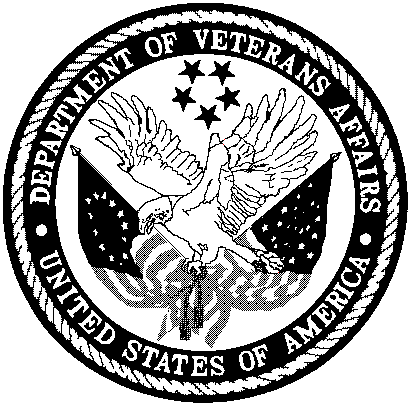 DEPARTMENT OF VETERANS AFFAIRS
UNITED STATES OF AMERICA